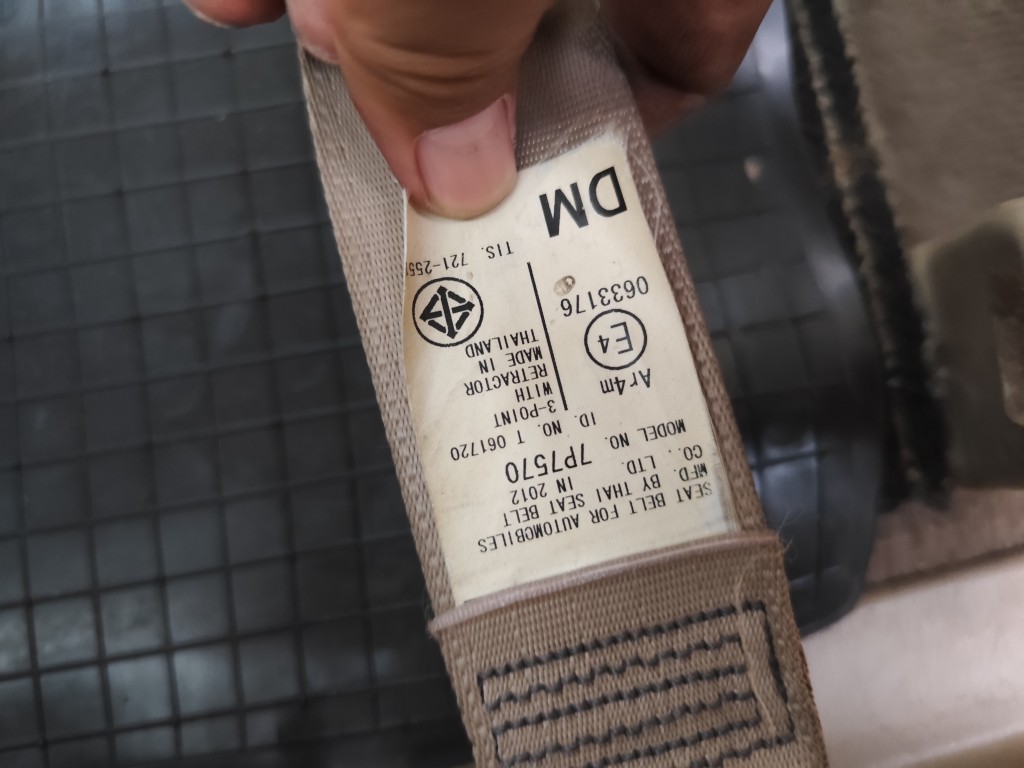 SEAT BELT FOR AUTOMOBILES
MFD. BY THAI SEAT BELT
CO., LTD. IN 2012
MODEL NO. 7P7570
ID. NO. T 061720
Ar4m
E4
0633176
3-POINT
WITH
RETRACTOR
MADE IN
THAILAND
TIS. 721-255
DM